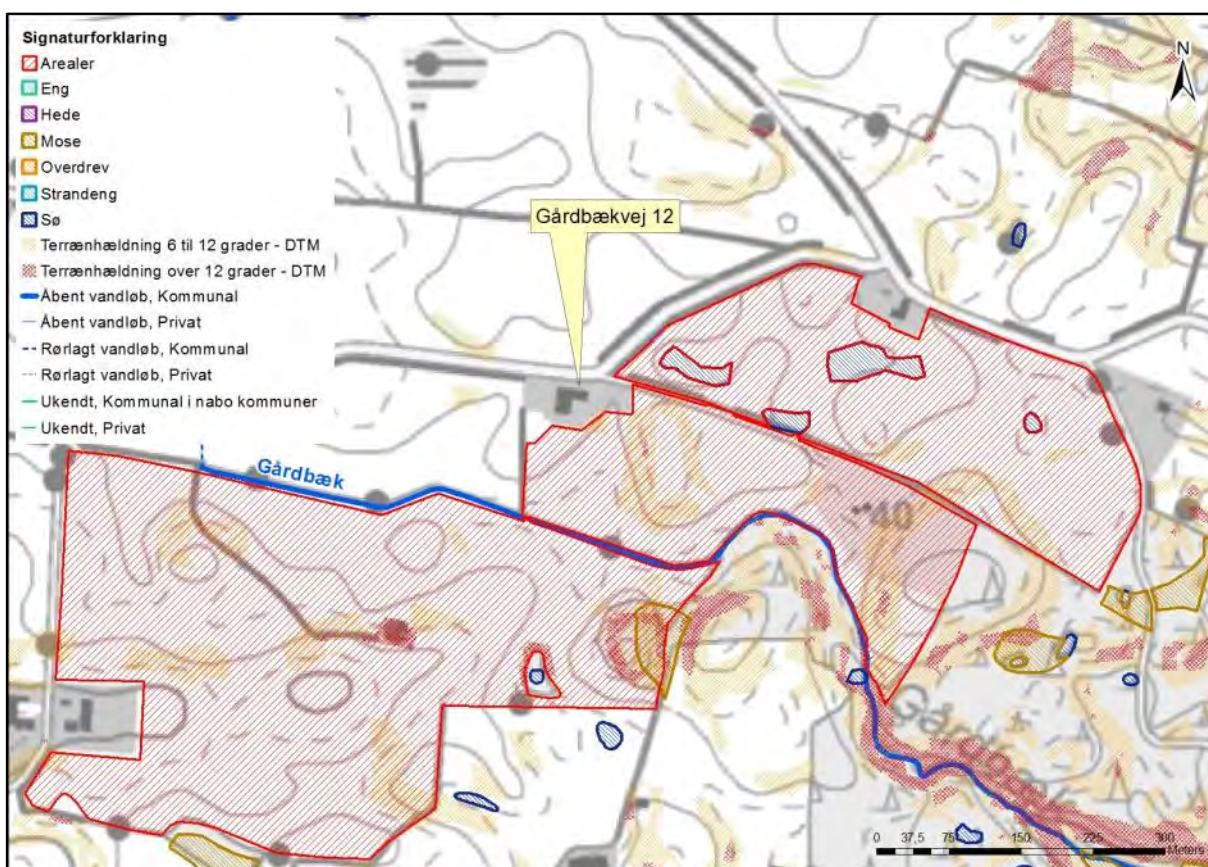 Signaturforklaring
Arealer
Eng
Hede
Mose
Overdrev
Strandeng
Sø
Terrænhældning 6 til 12 grader - DTM
Terrænhældning over 12 grader - DTM
Åbent vandløb, Kommunal
Åbent vandløb, Privat
Rørlagt vandløb, Kommunal
Rørlagt vandløb, Privat
Ukendt, Kommunal i nabo kommuner
Ukendt, Privat
N
Gårdbækvej 12
Gårdbæk
40
0 37,5 75 150 225 300
Meters